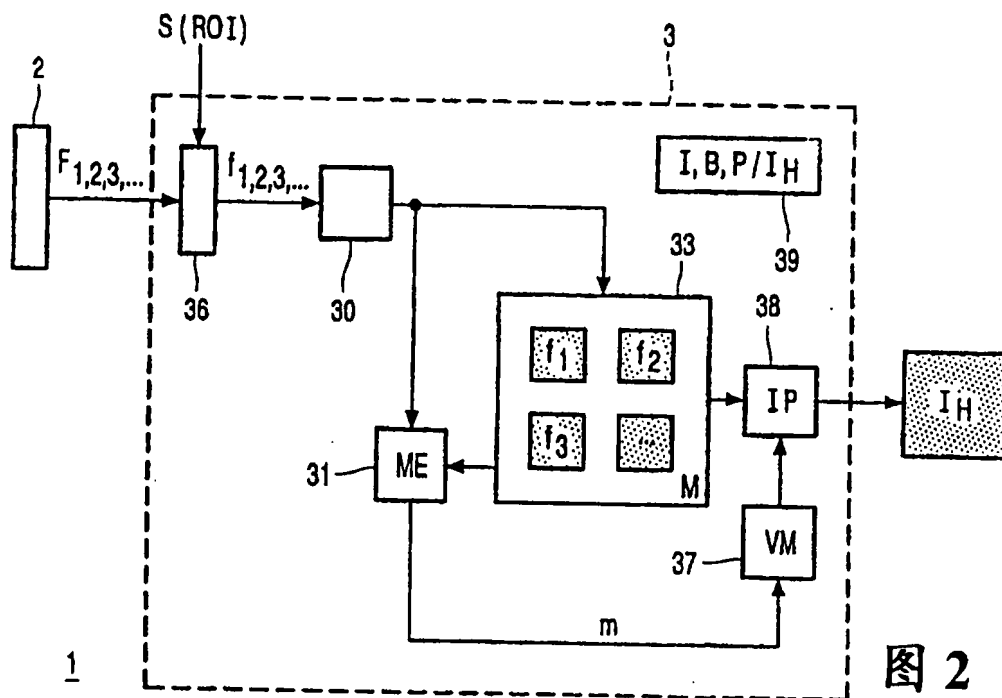 S(ROI)
3
2
F1,2,3,...
f1,2,3,...
I, B, P/IH
39
36
30
33
38
f1
f2
f3
...
M
IP
IH
31
ME
37
VM
m
1
图 2